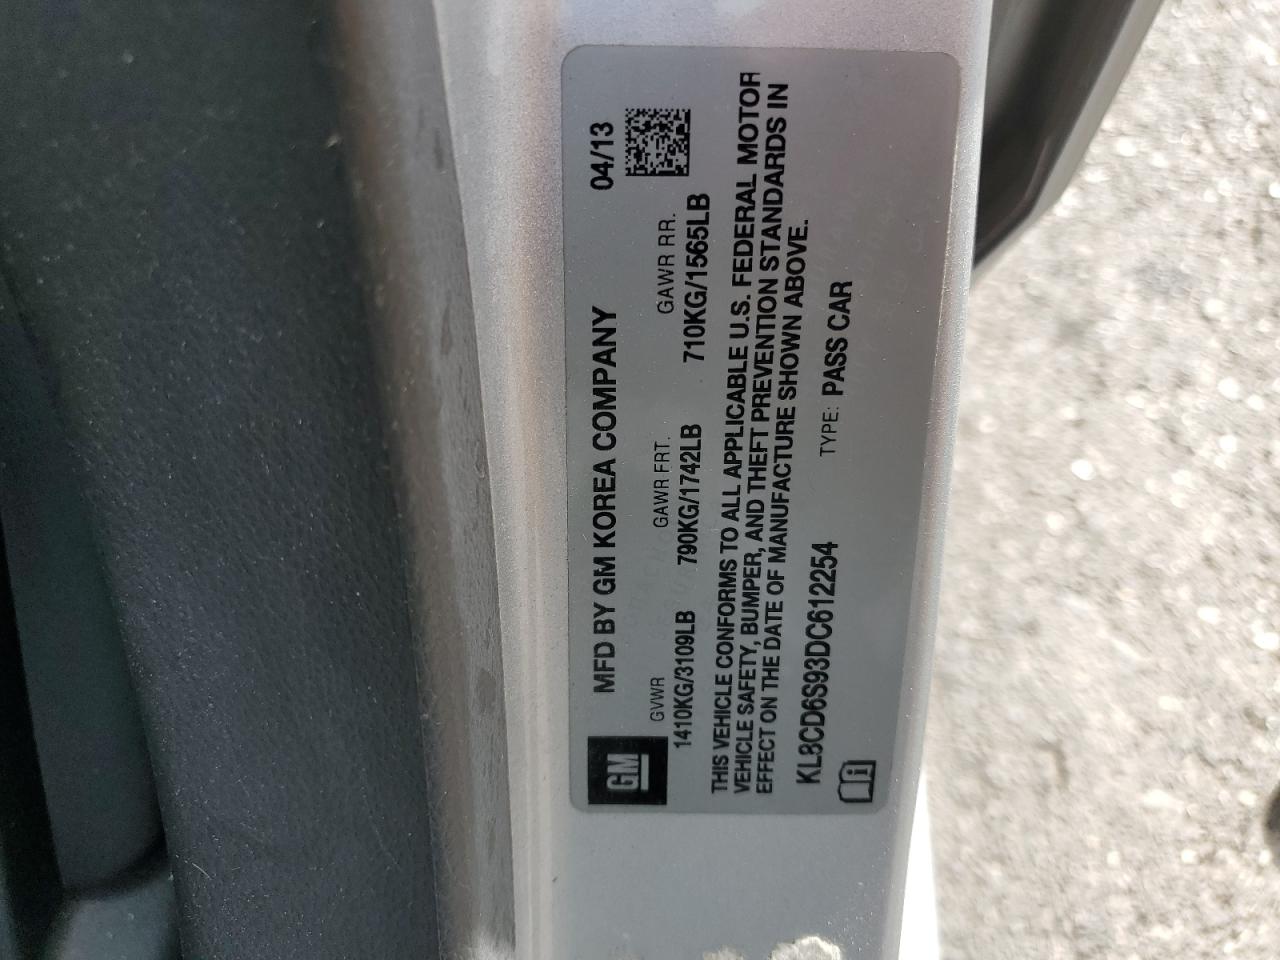 MFD BY GM KOREA COMPANY 04/13
GM
GVWR GAWR FRT. GAWR RR.
1410KG/3109LB 790KG/1742LB 710KG/1565LB
THIS VEHICLE CONFORMS TO ALL APPLICABLE U.S. FEDERAL MOTOR
VEHICLE SAFETY, BUMPER, AND THEFT PREVENTION STANDARDS IN
EFFECT ON THE DATE OF MANUFACTURE SHOWN ABOVE.
KL8CD6S93DC612254 TYPE: PASS CAR